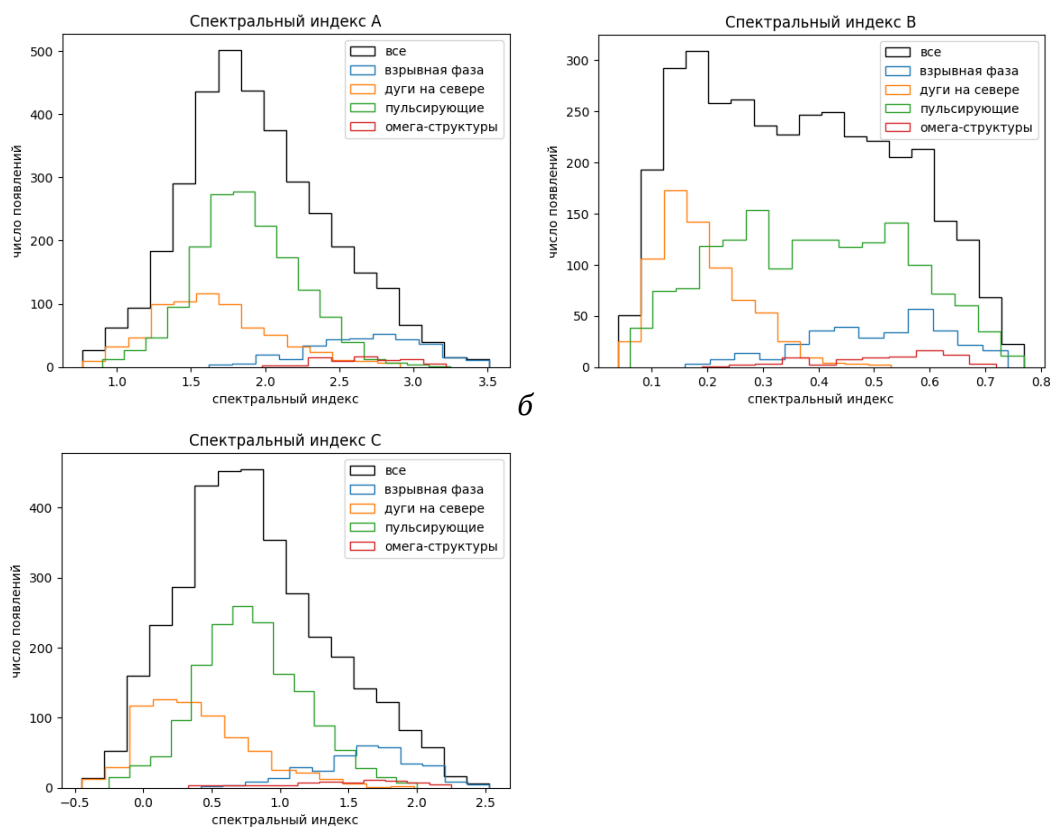 Спектральный индекс A
500
400
300
200
100
0
число появлений
1.0 1.5 2.0 2.5 3.0 3.5
спектральный индекс
все
взрывная фаза
дуги на севере
пульсирующие
омега-структуры
Спектральный индекс B
300
250
200
150
100
50
0
число появлений
0.1 0.2 0.3 0.4 0.5 0.6 0.7 0.8
спектральный индекс
все
взрывная фаза
дуги на севере
пульсирующие
омега-структуры
б
Спектральный индекс C
400
300
200
100
0
число появлений
−0.5 0.0 0.5 1.0 1.5 2.0 2.5
спектральный индекс
все
взрывная фаза
дуги на севере
пульсирующие
омега-структуры